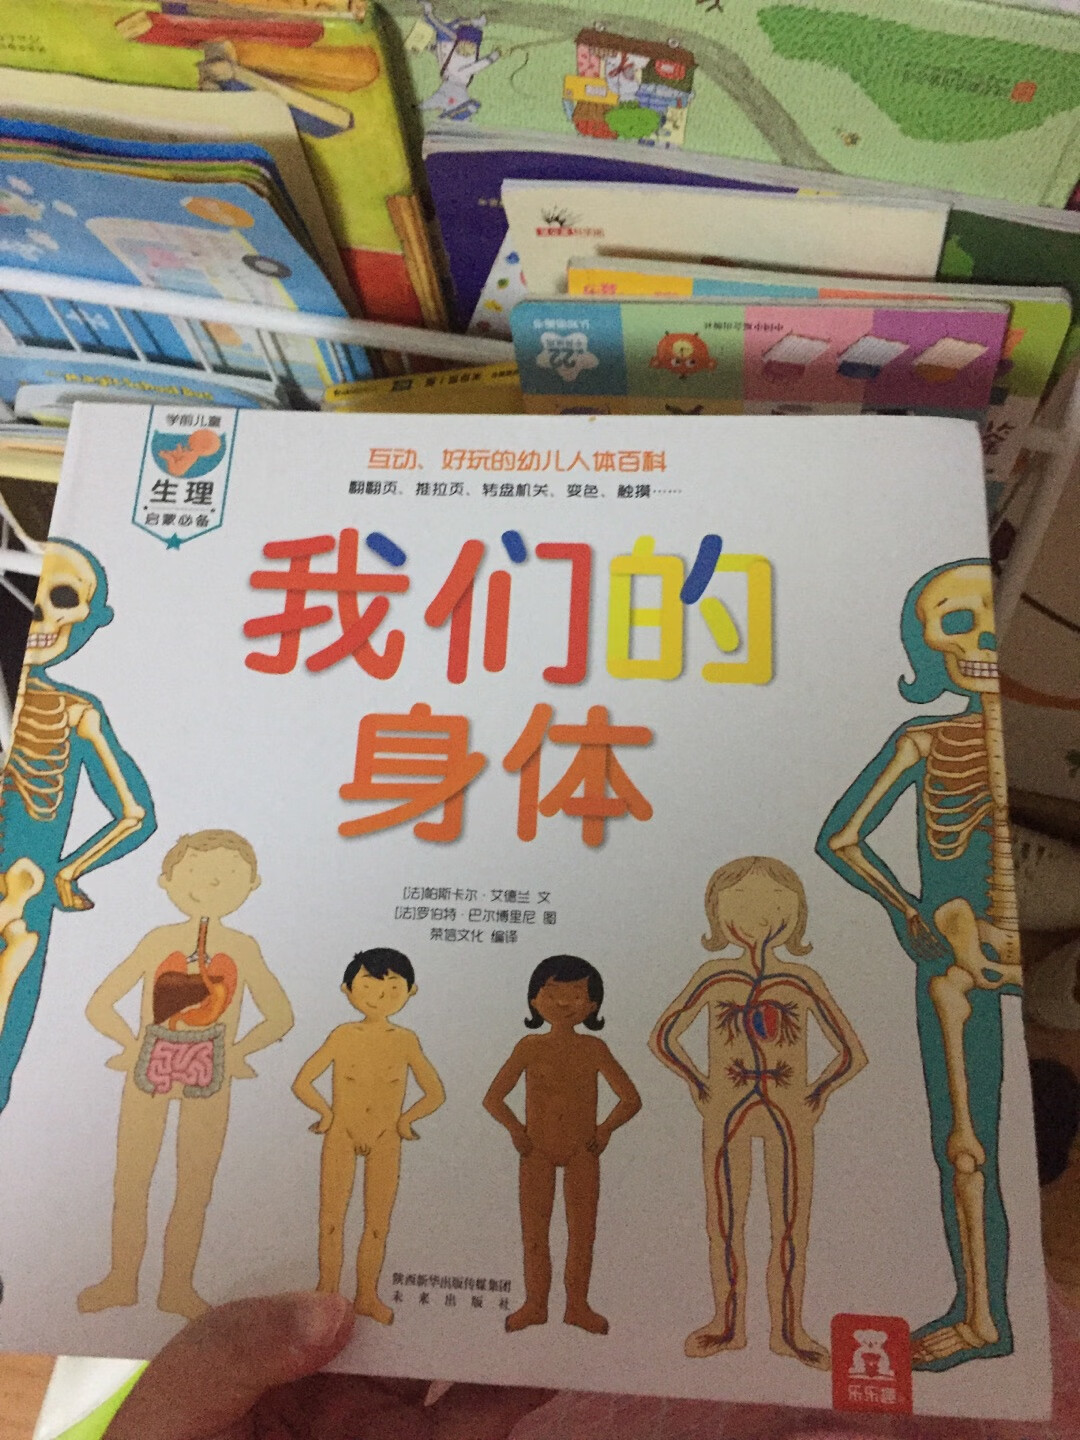 学前儿童
生理
启蒙必备
互动、好玩的幼儿人体百科
翻翻页、推拉页、转盘机关、变色、触摸……
我们的
身体
[法]帕斯卡尔·艾德兰 文
[法]罗伯特·巴尔博里尼 图
荣信文化 编译
陕西新华出版传媒集团
未来出版社
乐乐趣
22